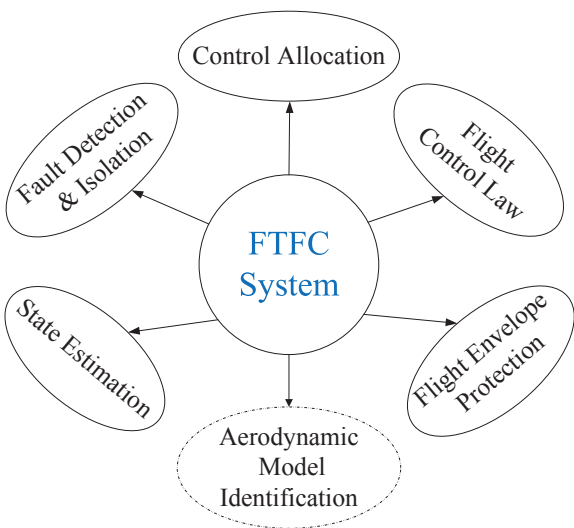 Control Allocation
Fault Detection
& Isolation
Flight
Control Law
FTFC
System
State Estimation
Flight Envelope
Protection
Aerodynamic
Model
Identification